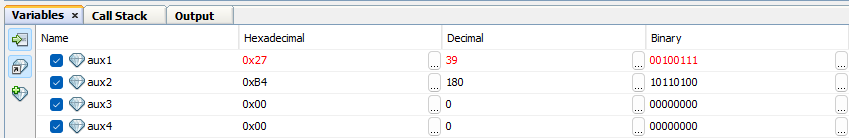 Variables × Call Stack Output
Name Hexadecimal Decimal Binary
aux1 0x27 ... 39 ... 00100111 ...
aux2 0xB4 ... 180 ... 10110100 ...
aux3 0x00 ... 0 ... 00000000 ...
aux4 0x00 ... 0 ... 00000000 ...